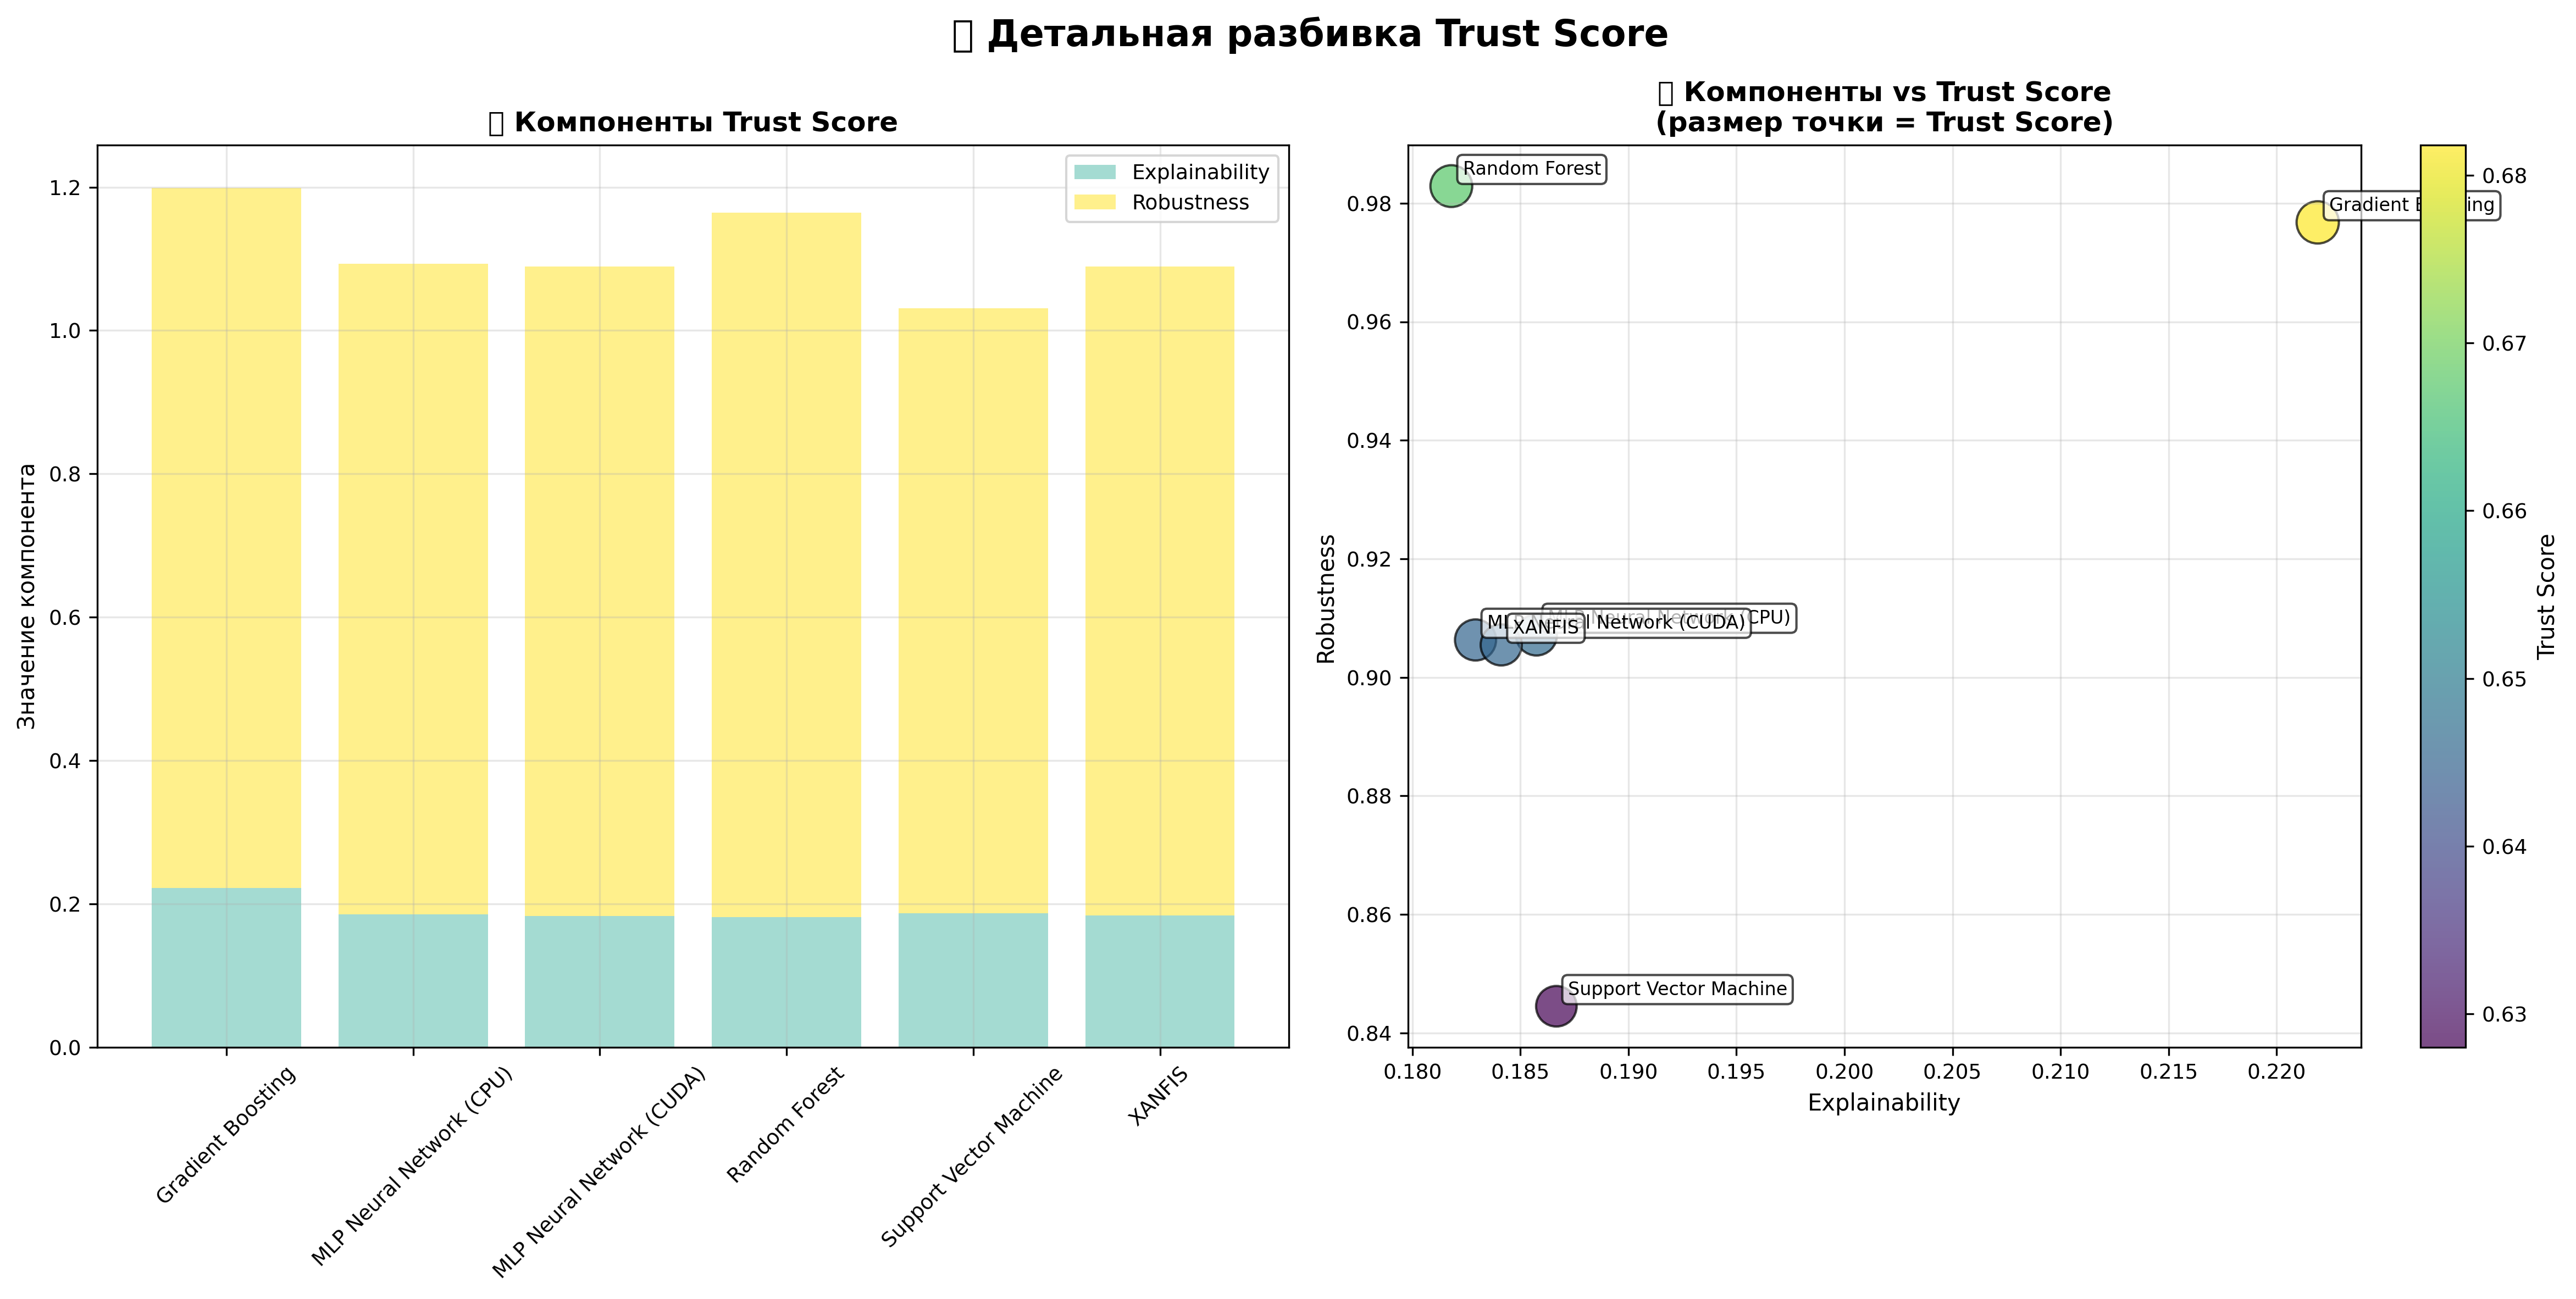 Детальная разбивка Trust Score
Компоненты Trust Score
Значение компонента
1.2
1.0
0.8
0.6
0.4
0.2
0.0
Explainability
Robustness
Gradient Boosting
MLP Neural Network (CPU)
MLP Neural Network (CUDA)
Random Forest
Support Vector Machine
XANFIS
Компоненты vs Trust Score
(размер точки = Trust Score)
Robustness
0.98
0.96
0.94
0.92
0.90
0.88
0.86
0.84
Random Forest
Gradient B ing
MLP Neural Network (CPU)
ML l Network (CUDA)
XANFIS
Support Vector Machine
0.180
0.185
0.190
0.195
0.200
0.205
0.210
0.215
0.220
Explainability
0.68
0.67
0.66
0.65
0.64
0.63
Trust Score